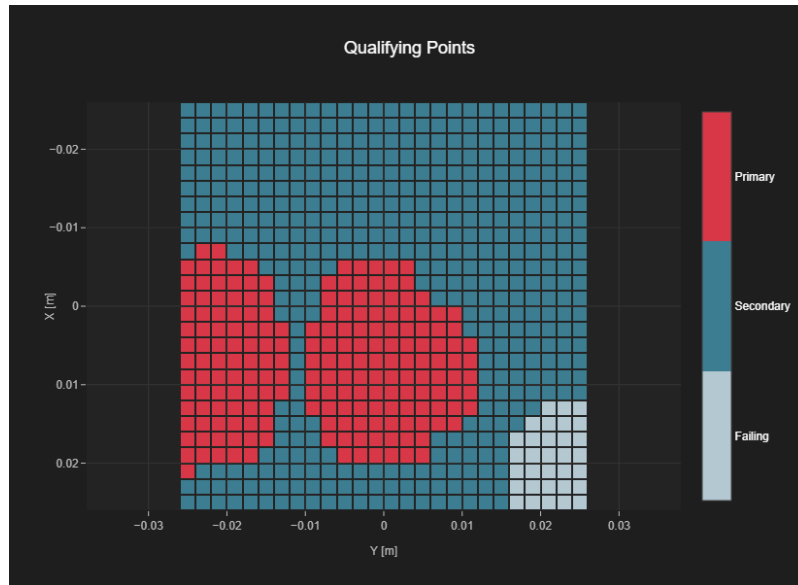 Qualifying Points
−0.02
−0.01
0
0.01
0.02
X [m]
−0.03
−0.02
−0.01
0
0.01
0.02
0.03
Y [m]
Primary
Secondary
Failing